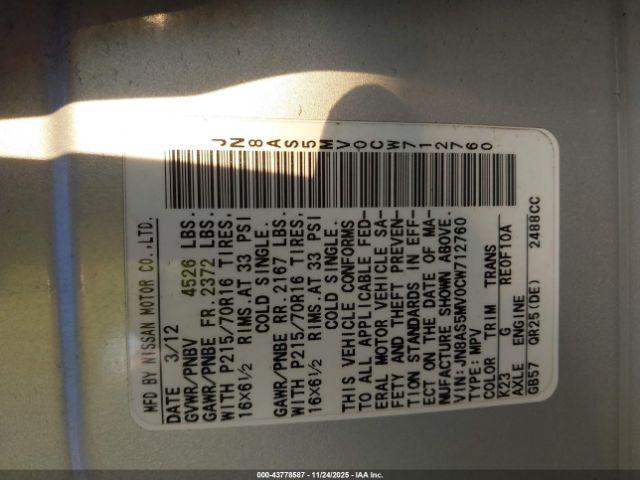 JN8AS5MV0CW712760
MFD BY NISSAN MOTOR CO.,LTD.
DATE 3/12
GVWR/PNBV 4526 LBS.
GAWR/PNBE FR.2372 LBS.
WITH P215/70R16 TIRES,
16X6½ RIMS.AT 33 PSI
COLD SINGLE.
GAWR/PNBE RR.2167 LBS.
WITH P215/70R16 TIRES,
16X6½ RIMS.AT 33 PSI
COLD SINGLE.
THIS VEHICLE CONFORMS
TO ALL APPLICABLE FED-
ERAL MOTOR VEHICLE SA-
FETY AND THEFT PREVEN-
TION STANDARDS IN EFF-
ECT ON THE DATE OF MA-
NUFACTURE SHOWN ABOVE.
VIN:JN8AS5MV0CW712760
TYPE:MPV
COLOR TRIM TRANS
K23 G RE0F10A
AXLE ENGINE
GB57 QR25(DE) 2488CC
00-43778587 - 11/24/2025 - IAA Inc.